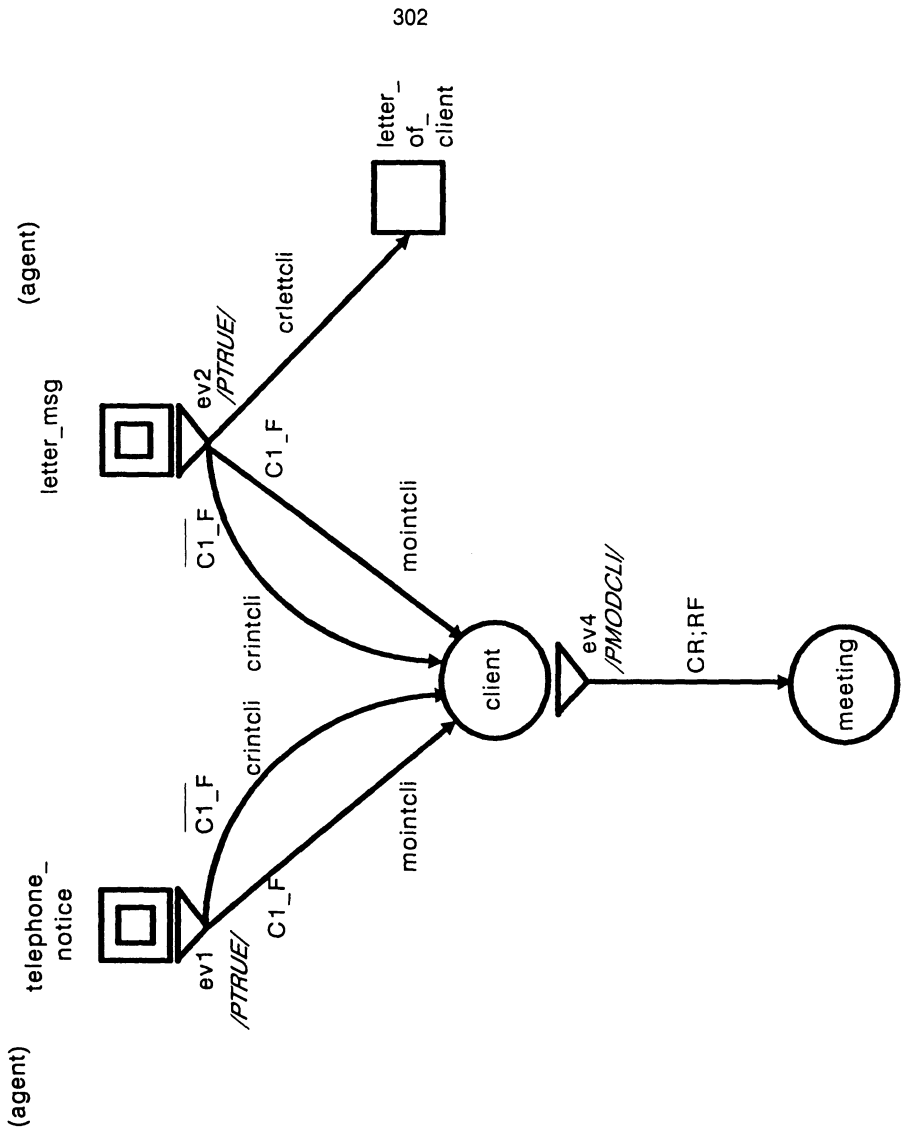 302
(agent)
(agent)
telephone_
notice
letter_msg
ev1
/PTRUE/
ev2
/PTRUE/
C1_F
C1_F
C1_F
C1_F
crintcli
crintcli
crlettcli
mointcli
mointcli
letter_
of_
client
client
ev4
/PMODCLI/
CR;RF
meeting